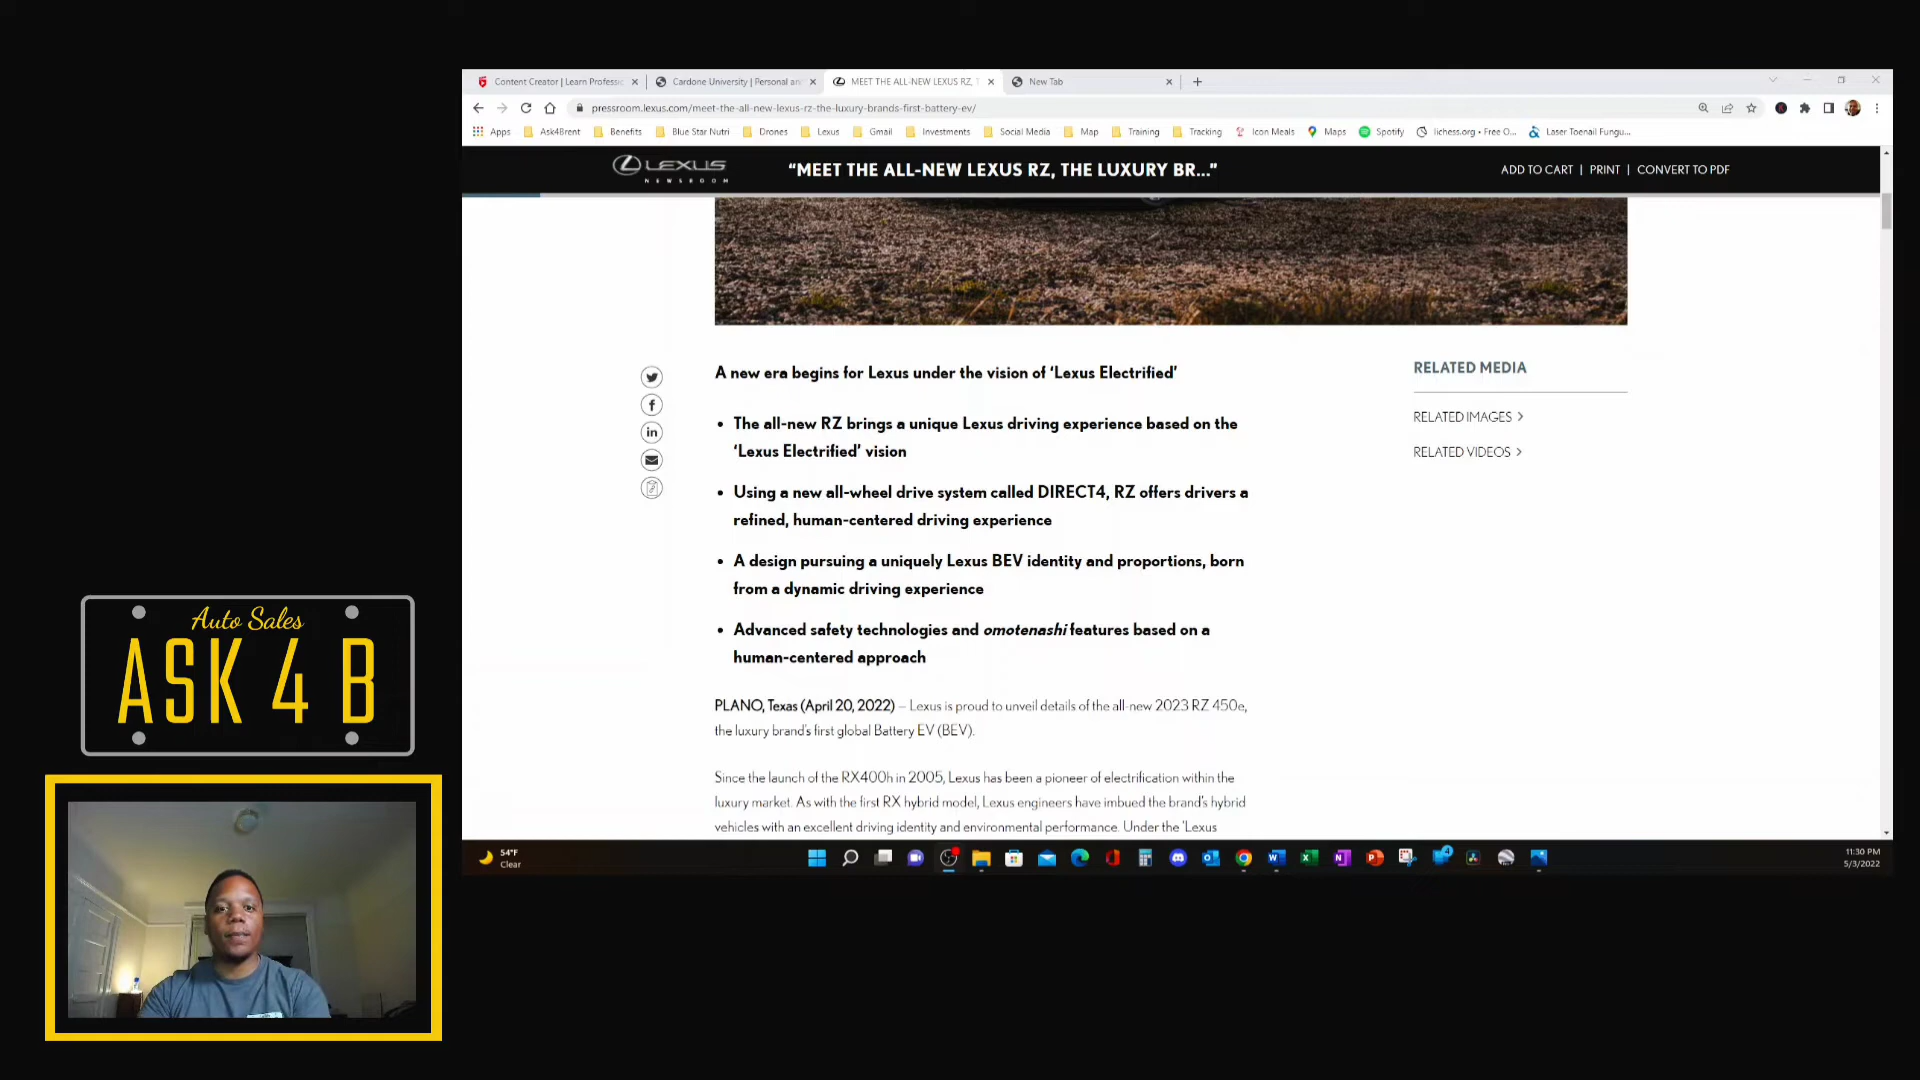 Content Creator | Learn Professi
Cardone University | Personal an
MEET THE ALL-NEW LEXUS RZ, T
New Tab
pressroom.lexus.com/meet-the-all-new-lexus-rz-the-luxury-brands-first-battery-ev/
Apps
Ask4Brent
Benefits
Blue Star Nutri
Drones
Lexus
Gmail
Investments
Social Media
Map
Training
Tracking
Icon Meals
Maps
Spotify
lichess.org • Free O...
Laser Toenail Fungu...
LEXUS
NEWSROOM
“MEET THE ALL-NEW LEXUS RZ, THE LUXURY BR...”
ADD TO CART | PRINT | CONVERT TO PDF
A new era begins for Lexus under the vision of ‘Lexus Electrified’
• The all-new RZ brings a unique Lexus driving experience based on the
‘Lexus Electrified’ vision
• Using a new all-wheel drive system called DIRECT4, RZ offers drivers a
refined, human-centered driving experience
• A design pursuing a uniquely Lexus BEV identity and proportions, born
from a dynamic driving experience
• Advanced safety technologies and omotenashi features based on a
human-centered approach
PLANO, Texas (April 20, 2022) – Lexus is proud to unveil details of the all-new 2023 RZ 450e,
the luxury brand's first global Battery EV (BEV).
Since the launch of the RX400h in 2005, Lexus has been a pioneer of electrification within the
luxury market. As with the first RX hybrid model, Lexus engineers have imbued the brand's hybrid
vehicles with an excellent driving identity and environmental performance. Under the 'Lexus
RELATED MEDIA
RELATED IMAGES >
RELATED VIDEOS >
Auto Sales
ASK 4 B
54°F
Clear
4
11:30 PM
5/3/2022